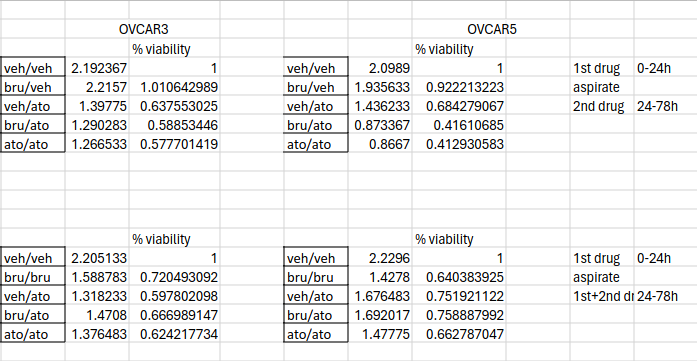 OVCAR3 OVCAR5
% viability % viability
veh/veh 2.192367 1 veh/veh 2.0989 1 1st drug 0-24h
bru/veh 2.2157 1.010642989 bru/veh 1.935633 0.922213223 aspirate
veh/ato 1.39775 0.637553025 veh/ato 1.436233 0.684279067 2nd drug 24-78h
bru/ato 1.290283 0.58853446 bru/ato 0.873367 0.41610685
ato/ato 1.266533 0.577701419 ato/ato 0.8667 0.412930583
% viability % viability
veh/veh 2.205133 1 veh/veh 2.2296 1 1st drug 0-24h
bru/bru 1.588783 0.720493092 bru/bru 1.4278 0.640383925 aspirate
veh/ato 1.318233 0.597802098 veh/ato 1.676483 0.751921122 1st+2nd dr 24-78h
bru/ato 1.4708 0.666989147 bru/ato 1.692017 0.758887992
ato/ato 1.376483 0.624217734 ato/ato 1.47775 0.662787047